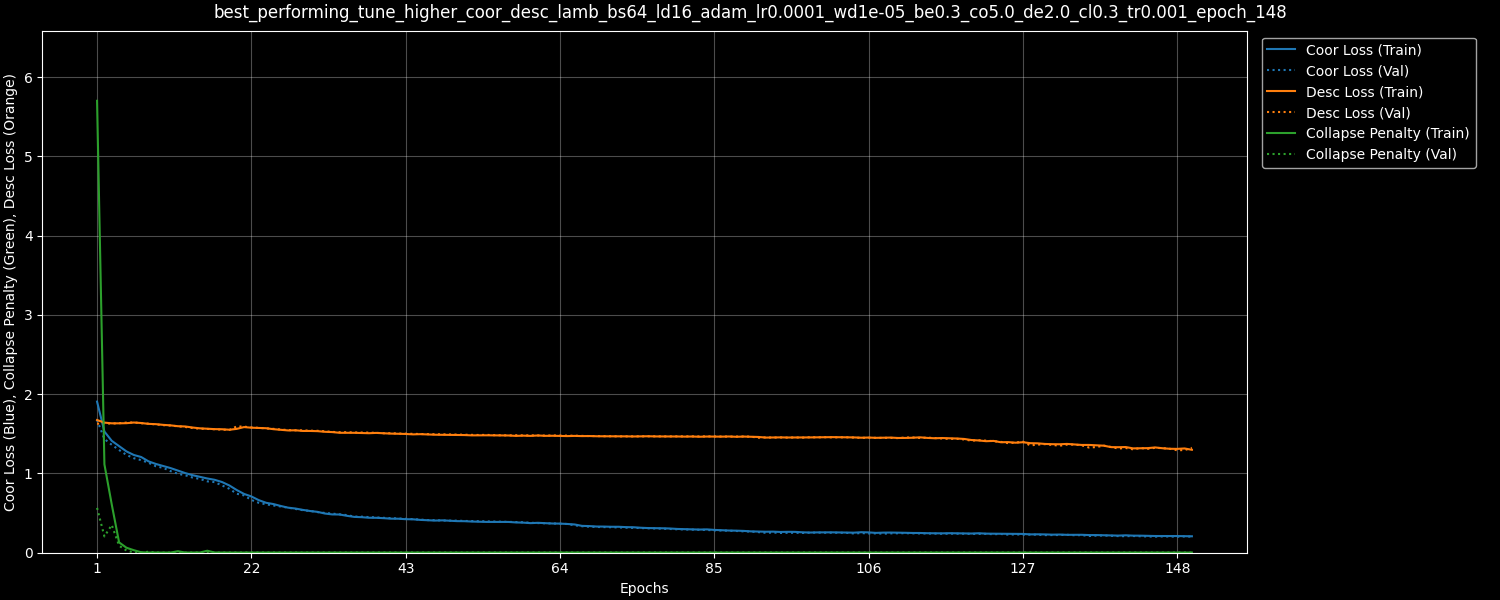 best_performing_tune_higher_coor_desc_lamb_bs64_ld16_adam_lr0.0001_wd1e-05_be0.3_co5.0_de2.0_cl0.3_tr0.001_epoch_148
Coor Loss (Blue), Collapse Penalty (Green), Desc Loss (Orange)
6
5
4
3
2
1
0
1
22
43
64
85
106
127
148
Epochs
Coor Loss (Train)
Coor Loss (Val)
Desc Loss (Train)
Desc Loss (Val)
Collapse Penalty (Train)
Collapse Penalty (Val)